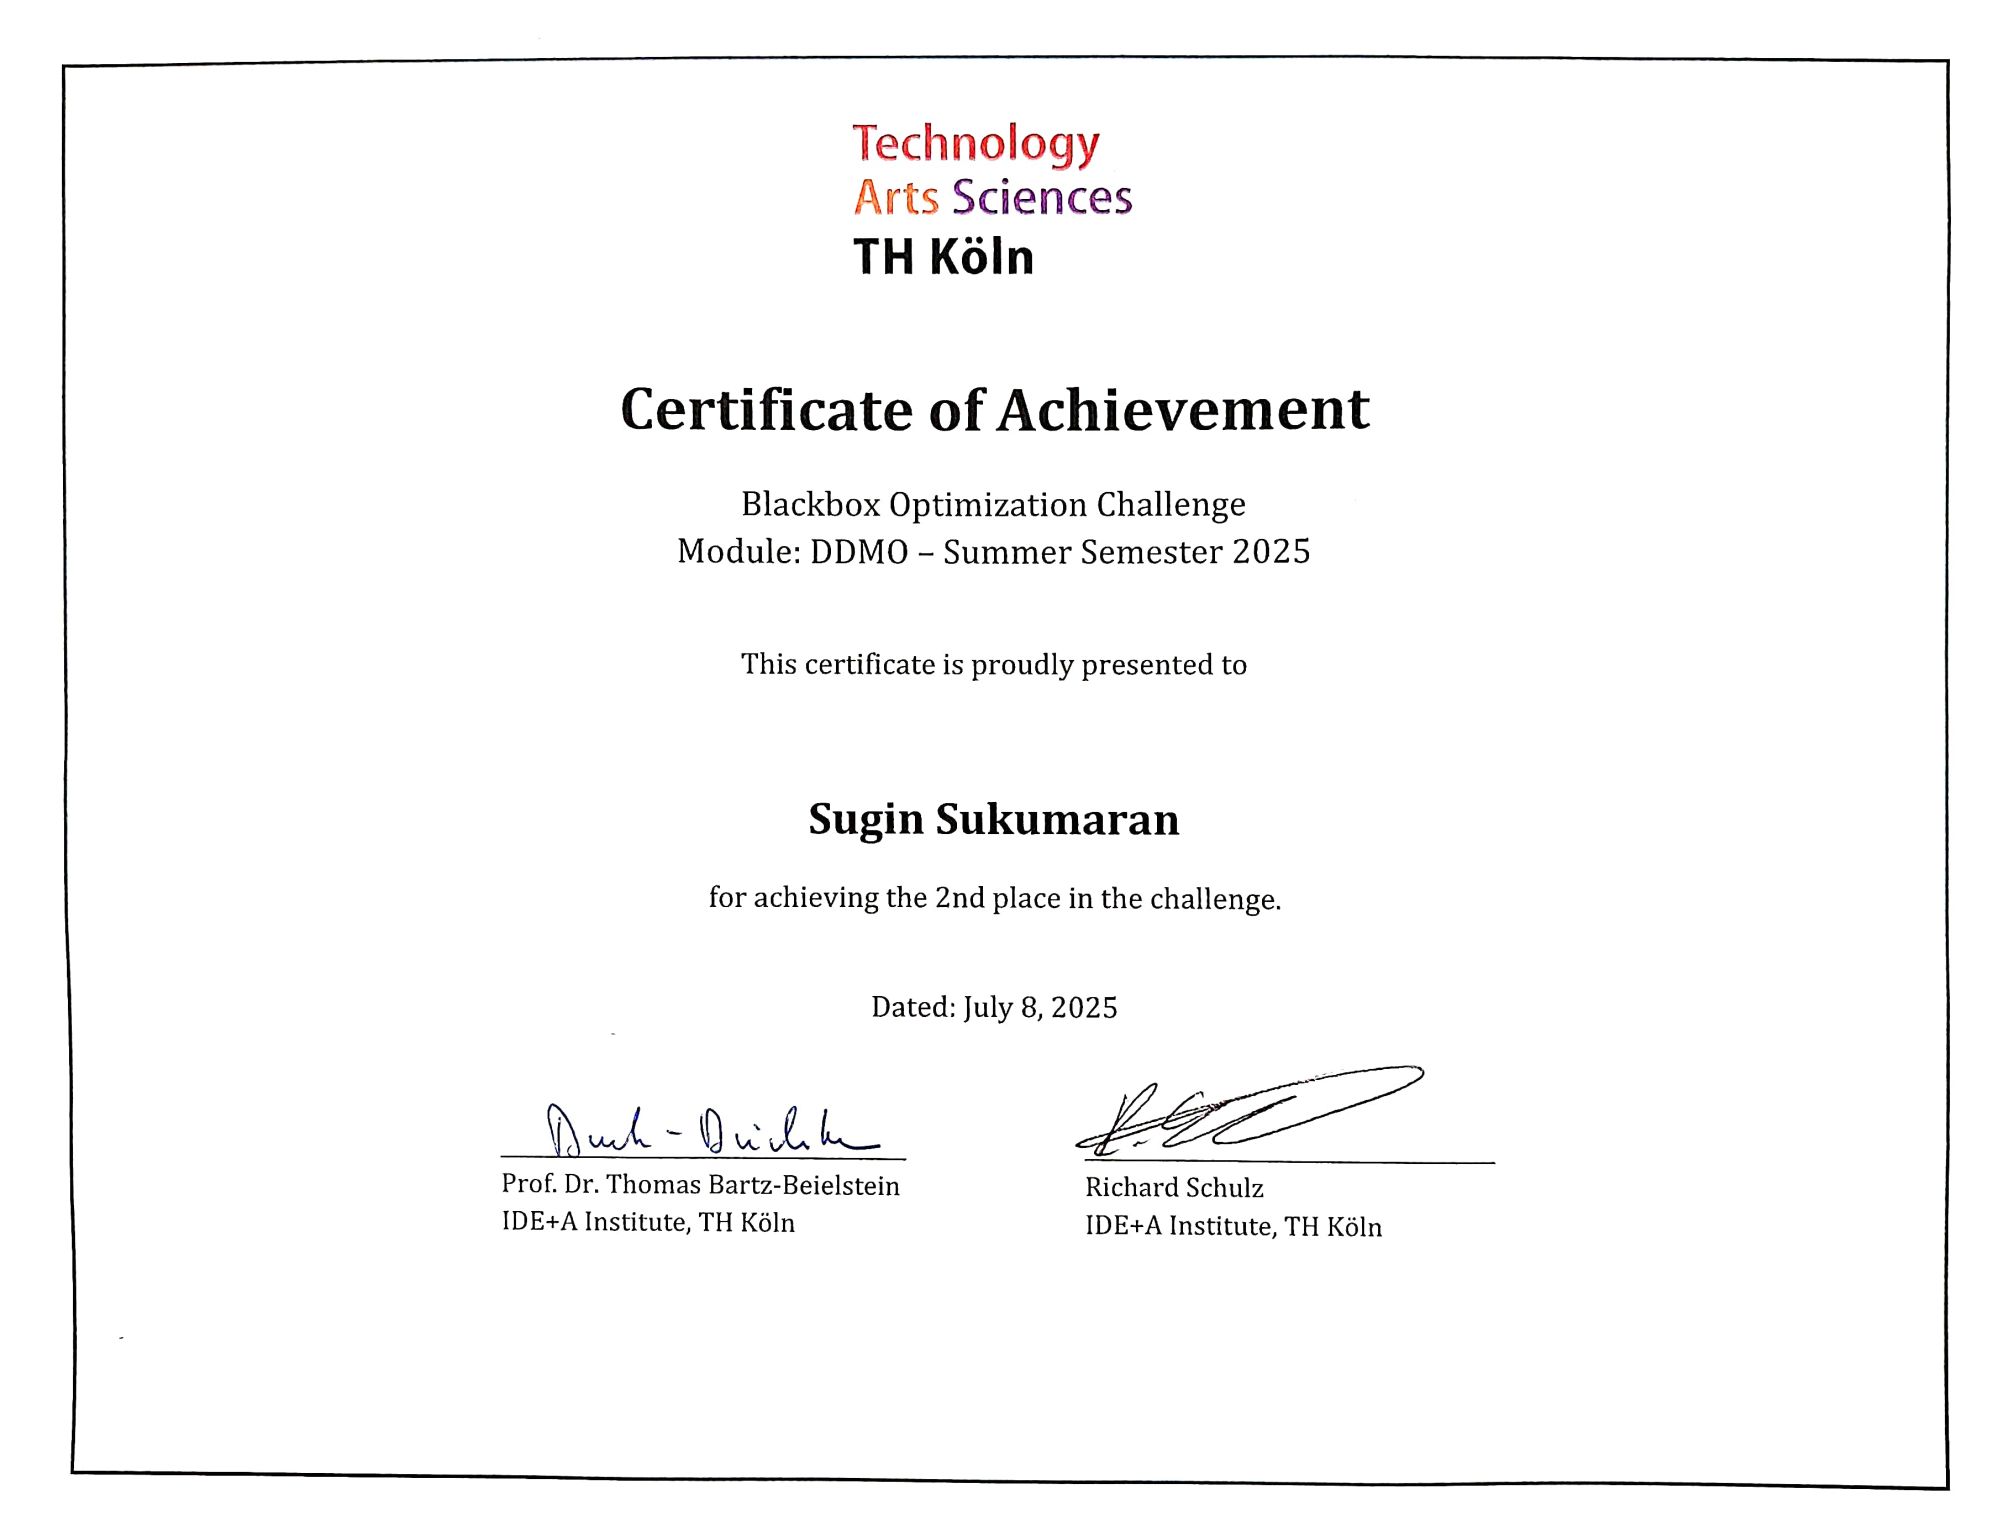 Technology
Arts Sciences
TH Köln
Certificate of Achievement
Blackbox Optimization Challenge
Module: DDMO – Summer Semester 2025
This certificate is proudly presented to
Sugin Sukumaran
for achieving the 2nd place in the challenge.
Dated: July 8, 2025
Prof. Dr. Thomas Bartz-Beielstein
IDE+A Institute, TH Köln
Richard Schulz
IDE+A Institute, TH Köln